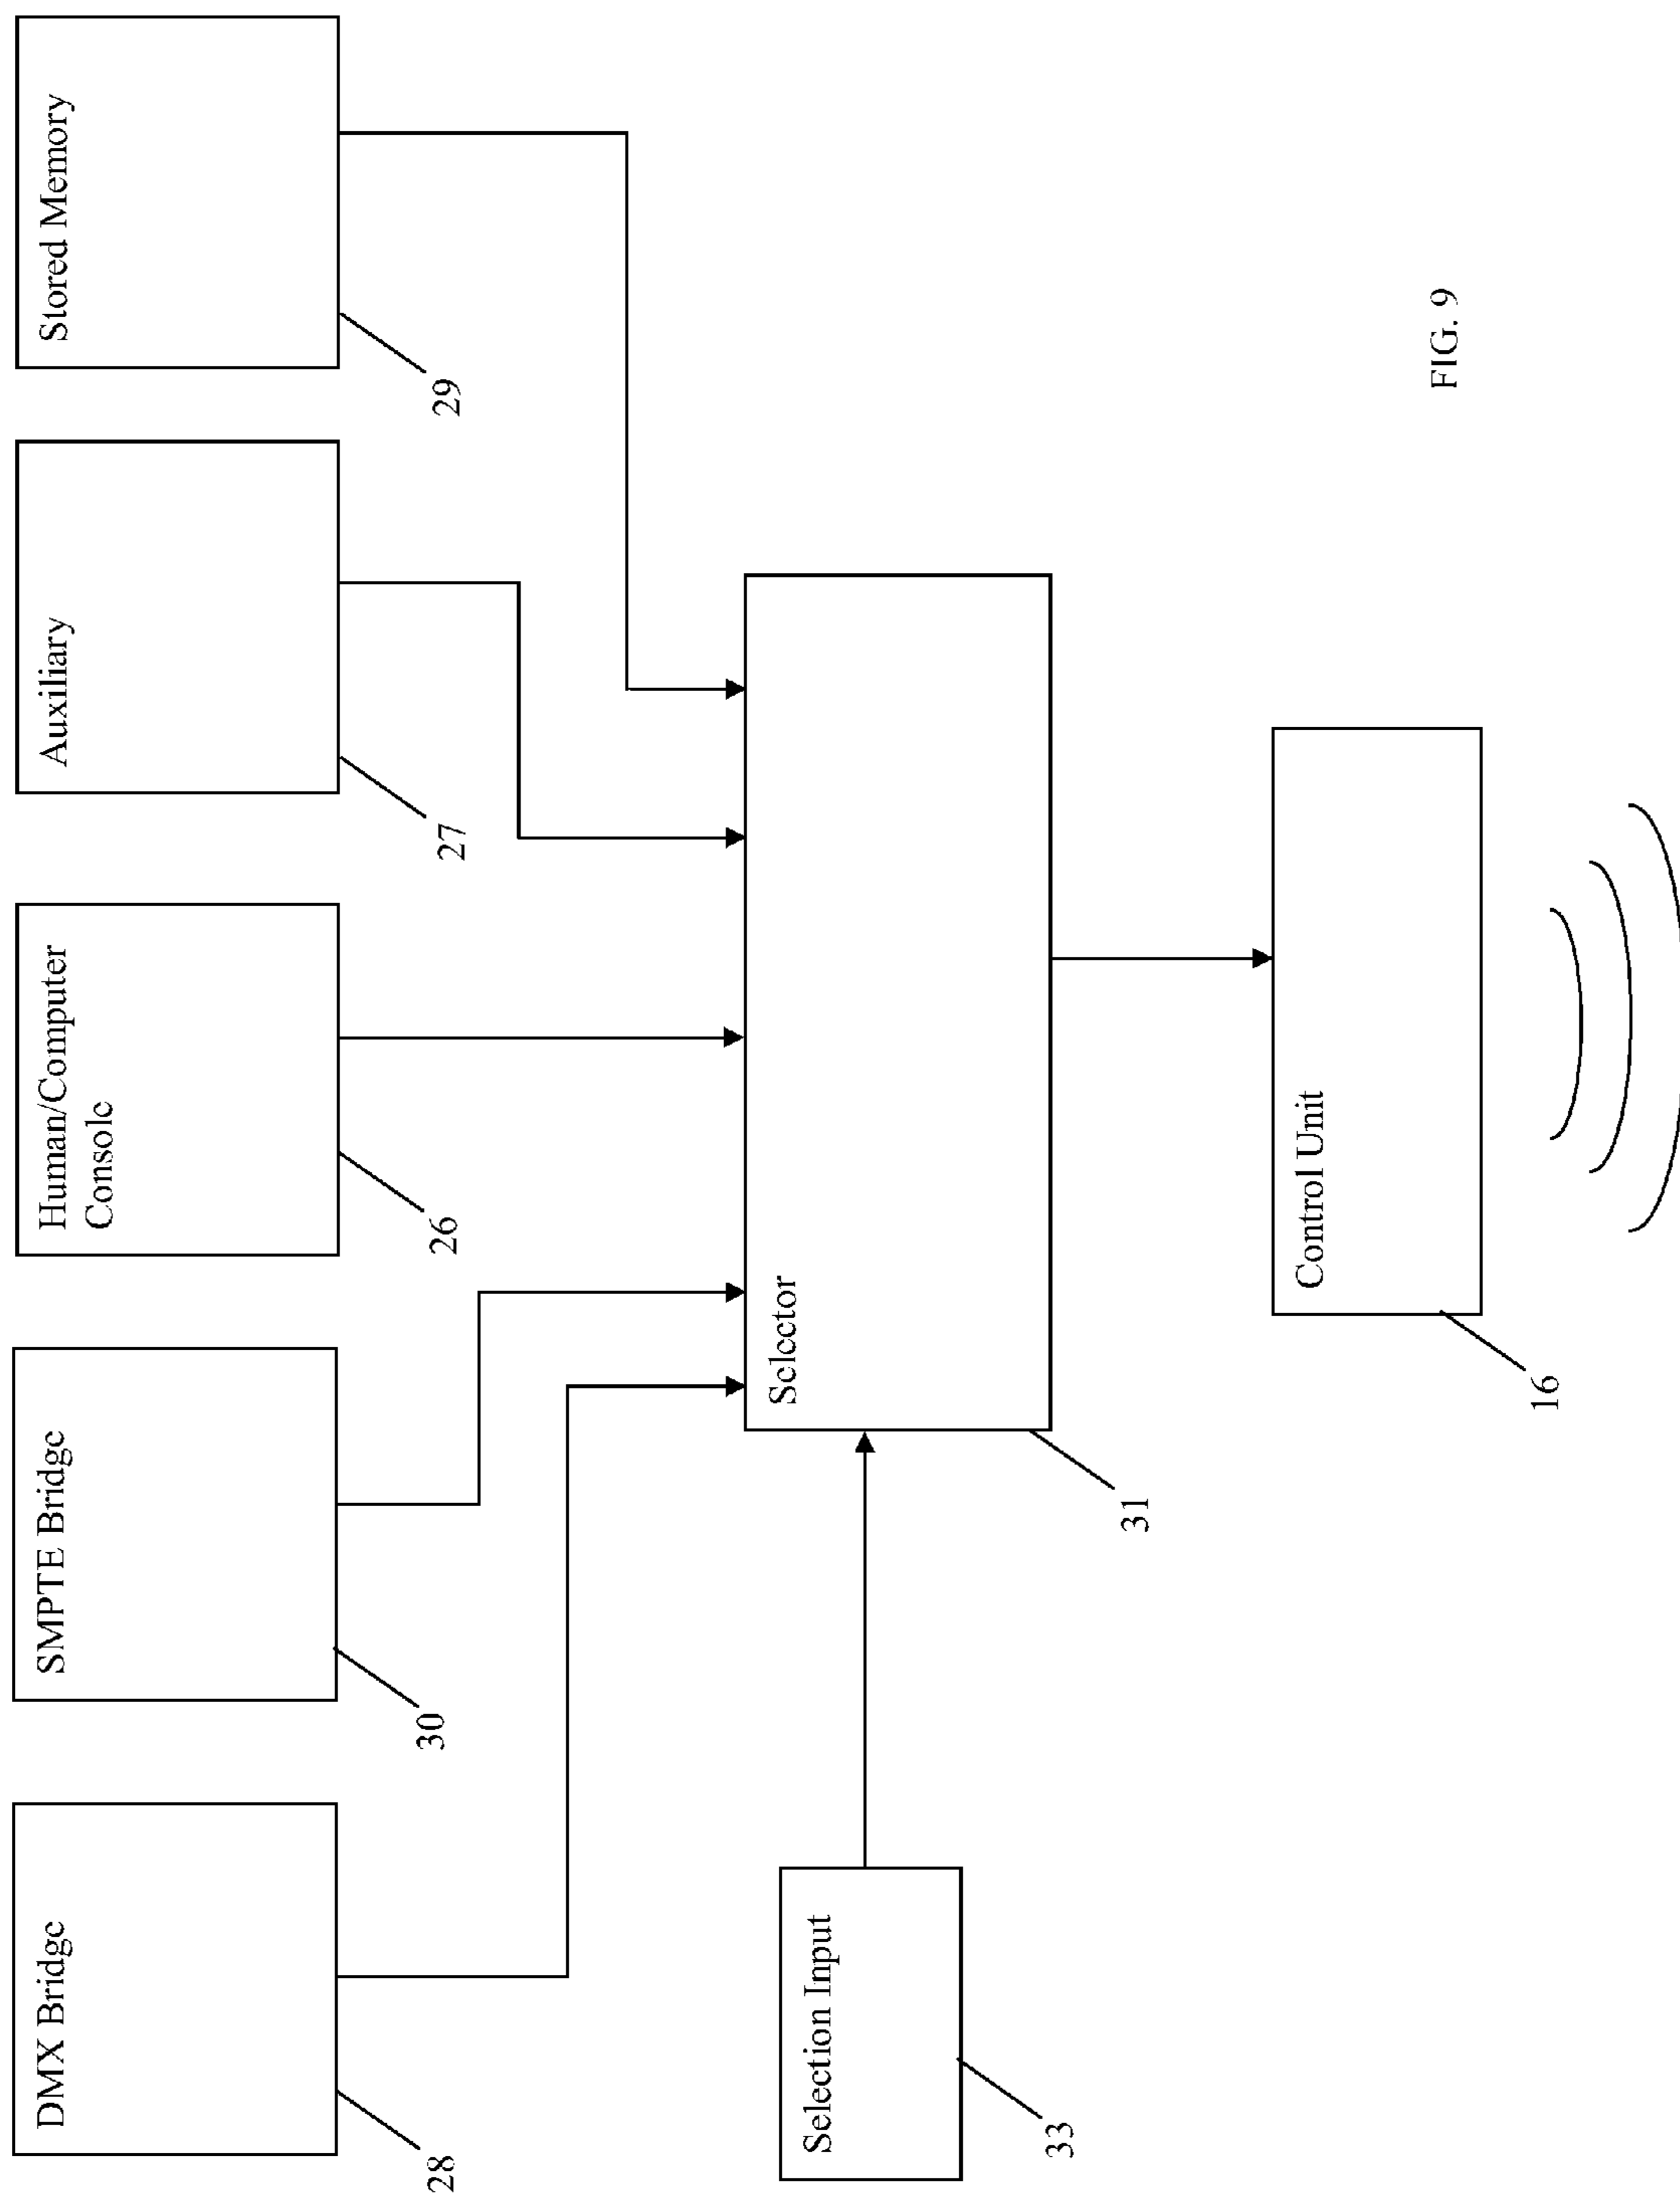 DMX Bridge
28
SMPTE Bridge
30
Human/Computer
Console
26
Auxiliary
27
Stored Memory
29
Selection Input
33
Selector
31
Control Unit
16
FIG. 9